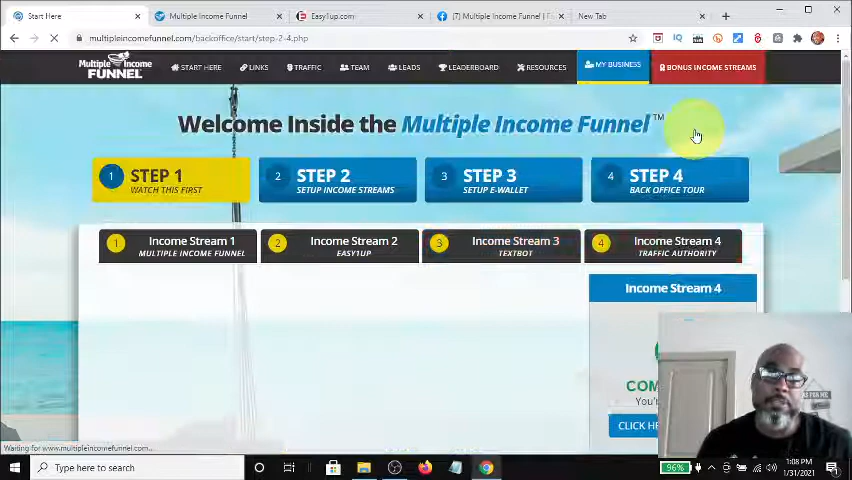 Start Here
Multiple Income Funnel
Easy1up.com
(7) Multiple Income Funnel | F
New Tab
multipleincomefunnel.com/backoffice/start/step-2-4.php
Multiple Income
FUNNEL
START HERE
LINKS
TRAFFIC
TEAM
LEADS
LEADERBOARD
RESOURCES
MY BUSINESS
BONUS INCOME STREAMS
Welcome Inside the Multiple Income Funnel™
1 STEP 1
WATCH THIS FIRST
2 STEP 2
SETUP INCOME STREAMS
3 STEP 3
SETUP E-WALLET
4 STEP 4
BACK OFFICE TOUR
1 Income Stream 1
MULTIPLE INCOME FUNNEL
2 Income Stream 2
EASY1UP
3 Income Stream 3
TEXTBOT
4 Income Stream 4
TRAFFIC AUTHORITY
Income Stream 4
COM
You'
CLICK HE
AS FOR ME
Waiting for www.multipleincomefunnel.com...
Type here to search
96%
1:08 PM
1/31/2021